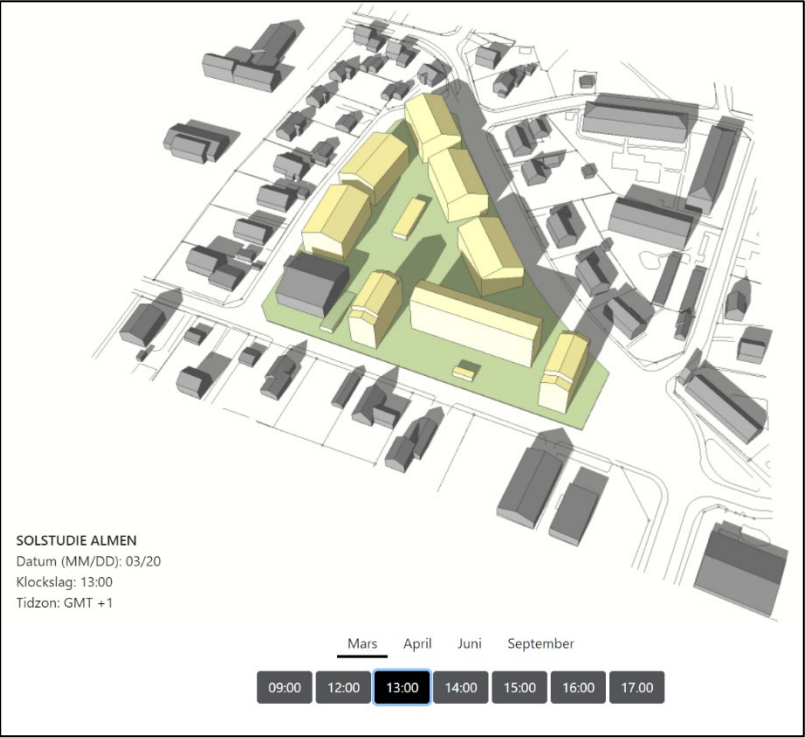 SOLSTUDIE ALMEN
Datum (MM/DD): 03/20
Klockslag: 13:00
Tidzon: GMT +1
Mars April Juni September
09:00 12:00 13:00 14:00 15:00 16:00 17.00